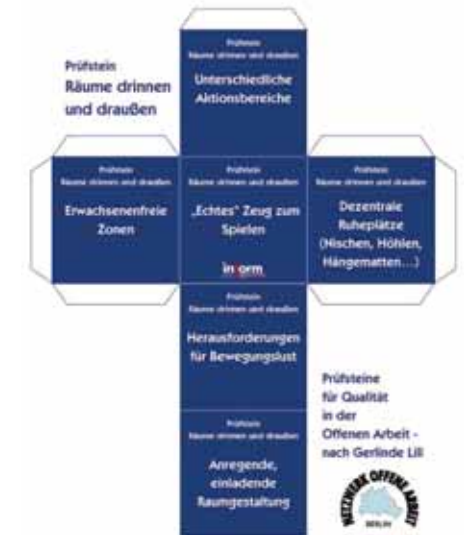 Prüfstein
Räume drinnen
und draußen
Prüfstein
Räume drinnen und draußen
Unterschiedliche
Aktionsbereiche
Prüfstein
Räume drinnen und draußen
Erwachsenenfreie
Zonen
Prüfstein
Räume drinnen und draußen
„Echtes“ Zeug zum
Spielen
inform
Prüfstein
Räume drinnen und draußen
Dezentrale
Ruheplätze
(Nischen, Höhlen,
Hängematten…)
Prüfstein
Räume drinnen und draußen
Herausforderungen
für Bewegungslust
Prüfstein
Räume drinnen und draußen
Anregende,
einladende
Raumgestaltung
Prüfsteine
für Qualität
in der
Offenen Arbeit -
nach Gerlinde Lill
NETZWERK OFFENE ARBEIT
BERLIN